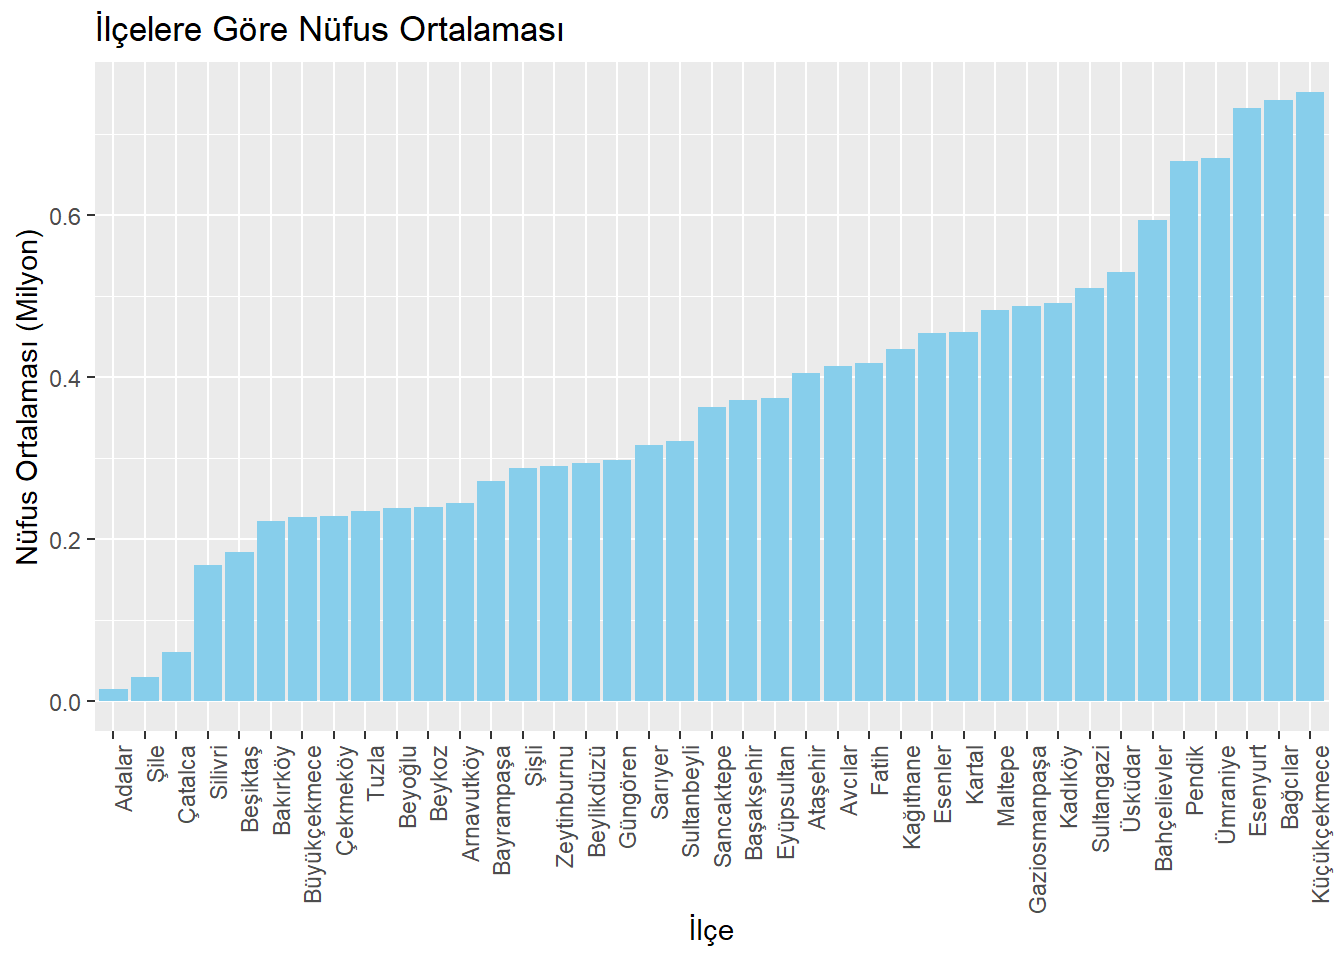 İlçelere Göre Nüfus Ortalaması
Nüfus Ortalaması (Milyon)
0.6
0.4
0.2
0.0
Adalar
Şile
Çatalca
Silivri
Beşiktaş
Bakırköy
Büyükçekmece
Çekmeköy
Tuzla
Beyoğlu
Beykoz
Arnavutköy
Bayrampaşa
Şişli
Zeytinburnu
Beylikdüzü
Güngören
Sarıyer
Sultanbeyli
Sancaktepe
Başakşehir
Eyüpsultan
Ataşehir
Avcılar
Fatih
Kağıthane
Esenler
Kartal
Maltepe
Gaziosmanpaşa
Kadıköy
Sultangazi
Üsküdar
Bahçelievler
Pendik
Ümraniye
Esenyurt
Bağcılar
Küçükçekmece
İlçe